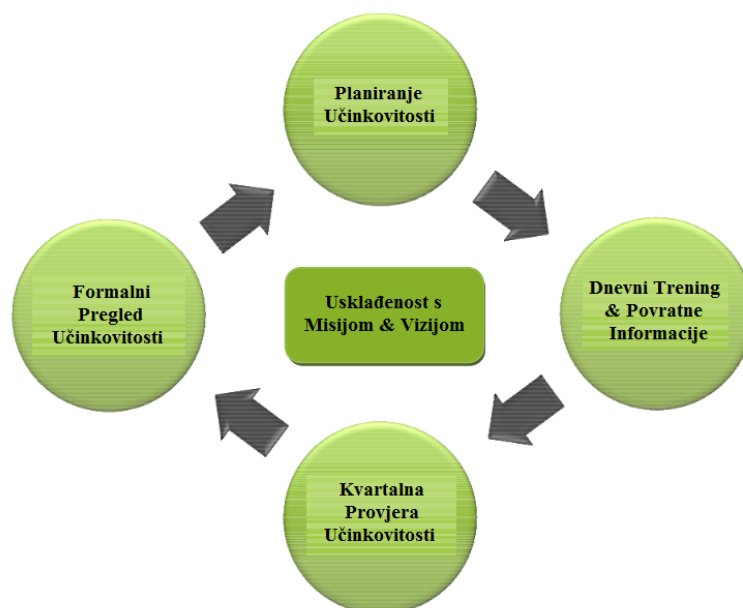 Planiranje
Učinkovitosti
Dnevni Trening
& Povratne
Informacije
Kvartalna
Provjera
Učinkovitosti
Formalni
Pregled
Učinkovitosti
Usklađenost s
Misijom & Vizijom